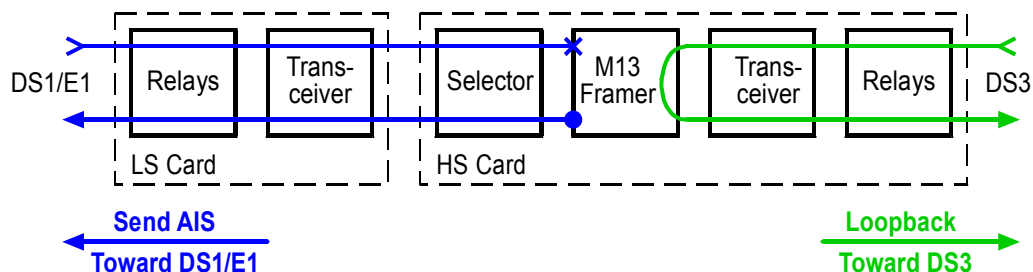 DS1/E1
Relays
Trans-
ceiver
LS Card
Selector
M13
Framer
Trans-
ceiver
Relays
HS Card
DS3
Send AIS
Toward DS1/E1
Loopback
Toward DS3